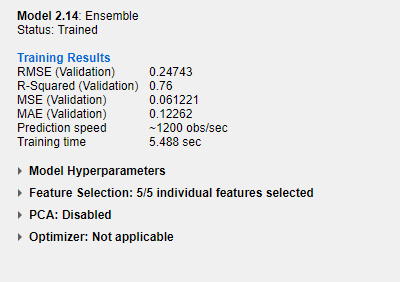 Model 2.14: Ensemble
Status: Trained
Training Results
RMSE (Validation) 0.24743
R-Squared (Validation) 0.76
MSE (Validation) 0.061221
MAE (Validation) 0.12262
Prediction speed ~1200 obs/sec
Training time 5.488 sec
Model Hyperparameters
Feature Selection: 5/5 individual features selected
PCA: Disabled
Optimizer: Not applicable